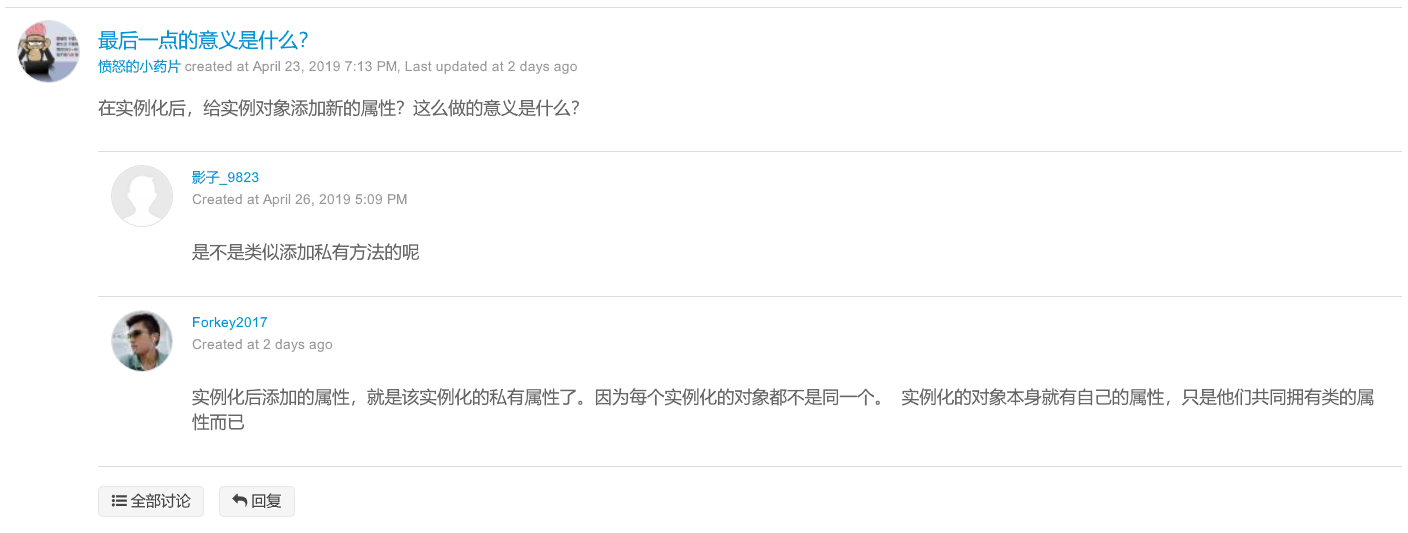 最后一点的意义是什么？
愤怒的小药片 created at April 23, 2019 7:13 PM, Last updated at 2 days ago
在实例化后，给实例对象添加新的属性？这么做的意义是什么？
影子_9823
Created at April 26, 2019 5:09 PM
是不是类似添加私有方法的呢
Forkey2017
Created at 2 days ago
实例化后添加的属性，就是该实例化的私有属性了。因为每个实例化的对象都不是同一个。 实例化的对象本身就有自己的属性，只是他们共同拥有类的属
性而已
全部讨论 回复